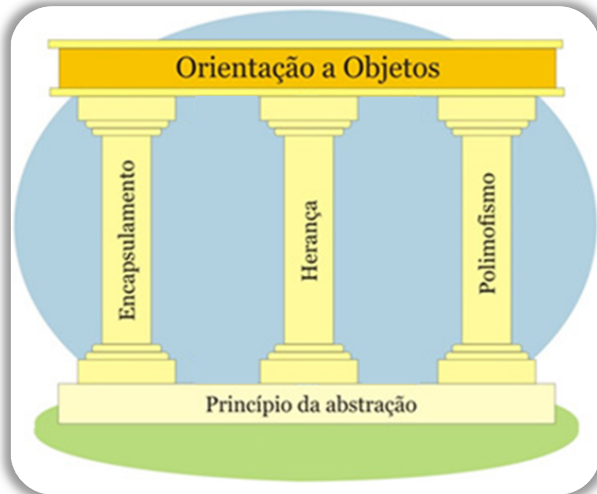 Orientação a Objetos
Encapsulamento
Herança
Polimofismo
Princípio da abstração